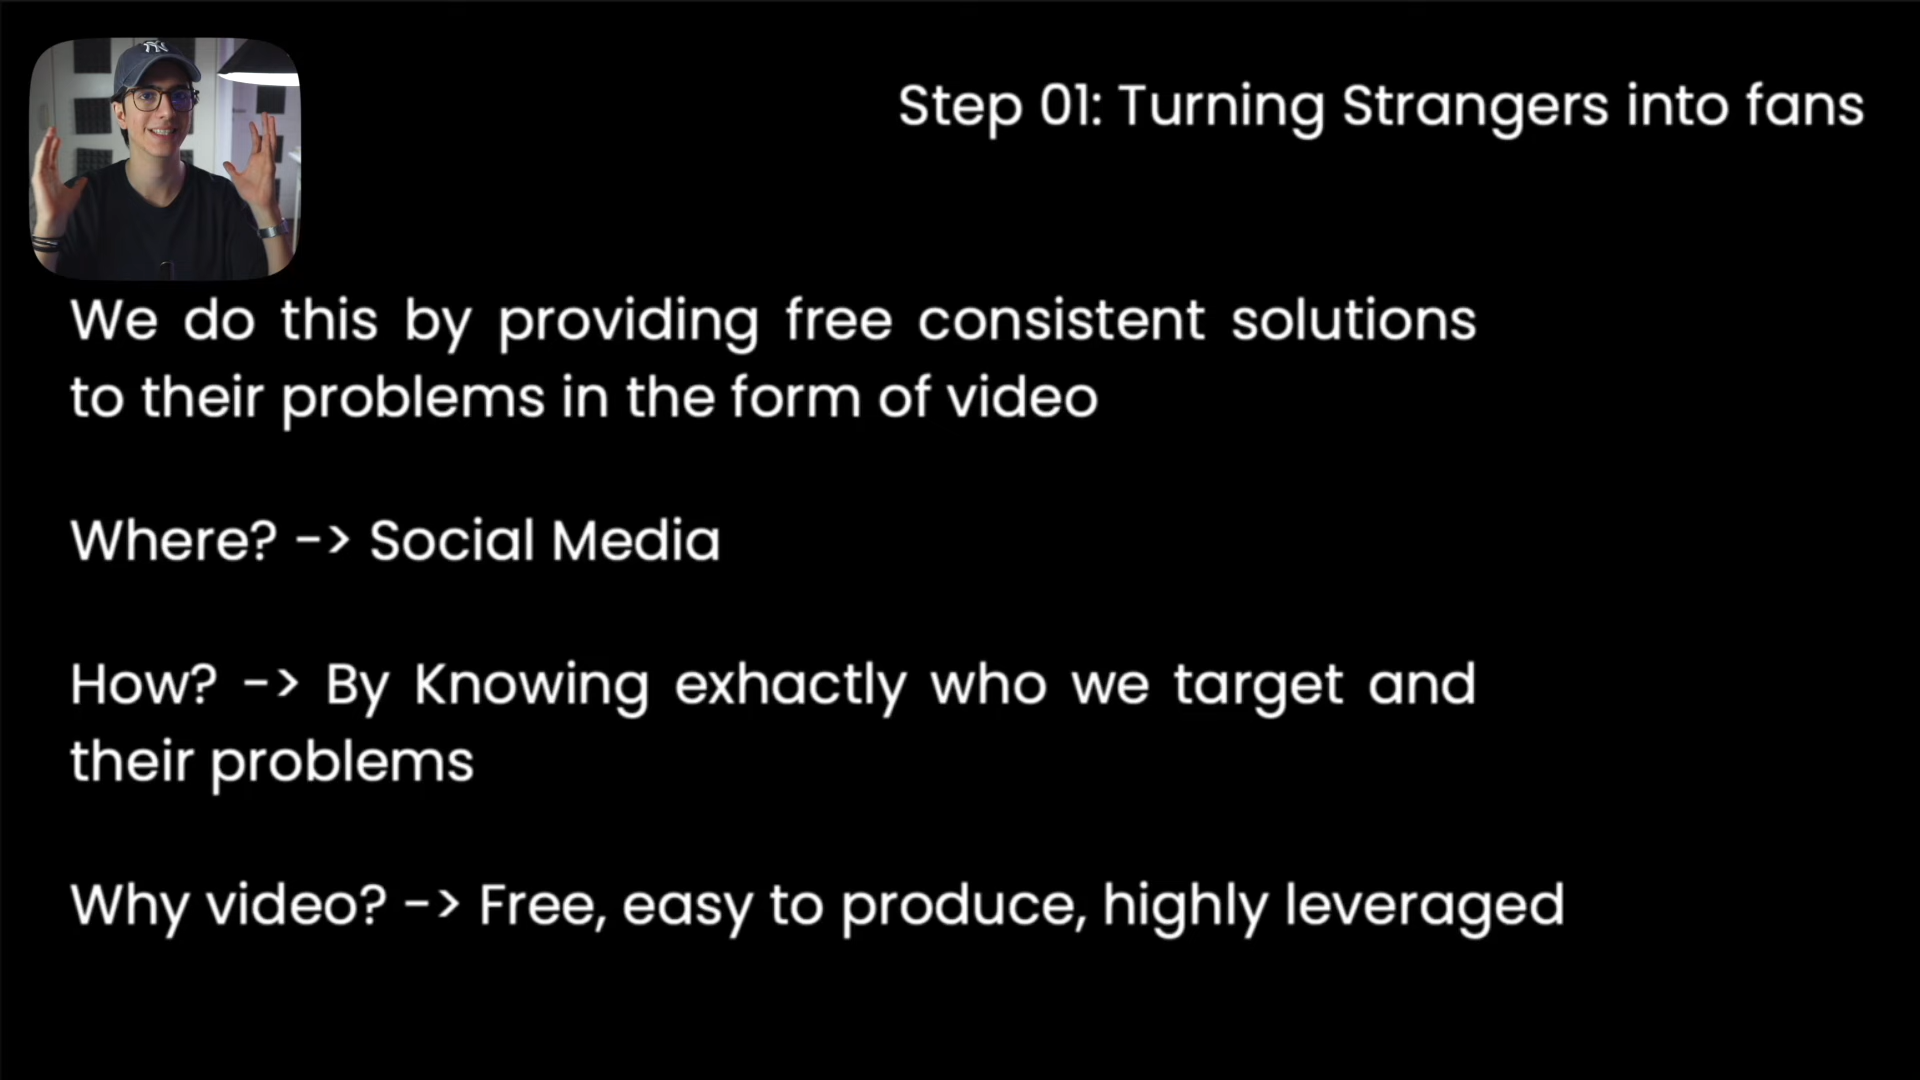 NY
Step 01: Turning Strangers into fans
We do this by providing free consistent solutions
to their problems in the form of video
Where? -> Social Media
How? -> By Knowing exhactly who we target and
their problems
Why video? -> Free, easy to produce, highly leveraged